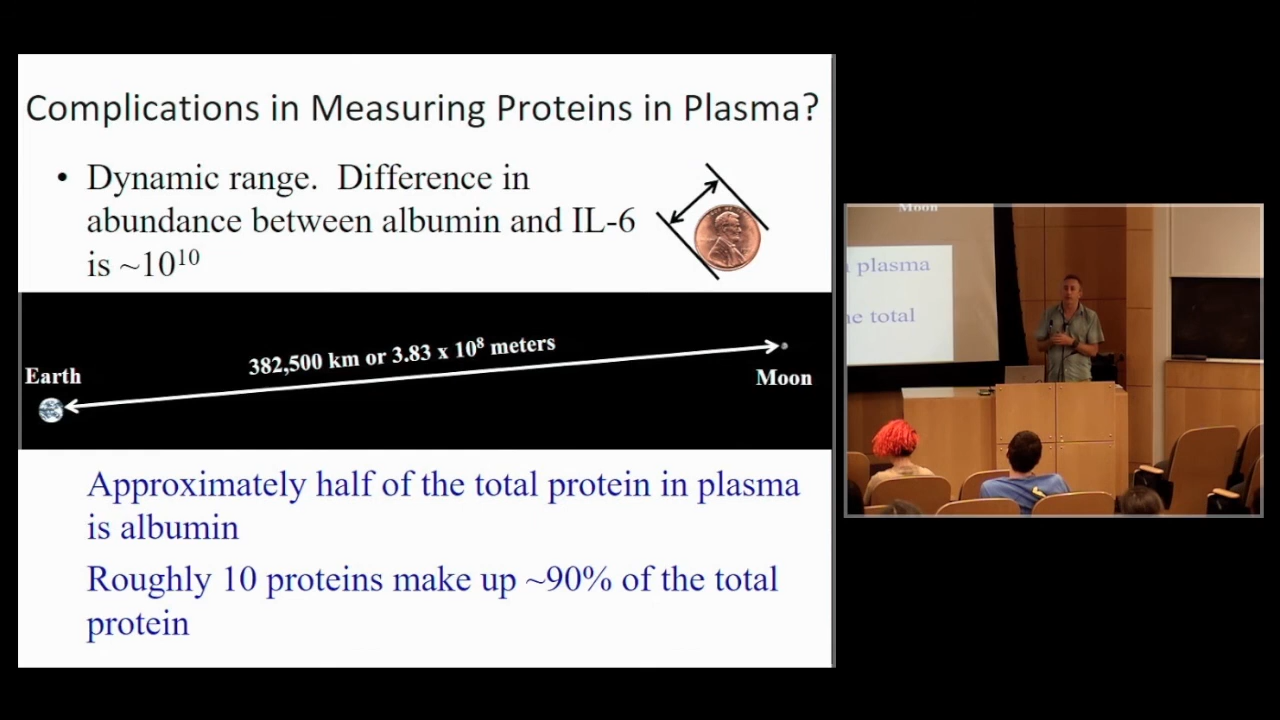 Complications in Measuring Proteins in Plasma?
• Dynamic range. Difference in
abundance between albumin and IL-6
is ~10¹⁰
382,500 km or 3.83 x 10⁸ meters
Earth
Moon
Approximately half of the total protein in plasma
is albumin
Roughly 10 proteins make up ~90% of the total
protein
Moon
plasma
he total